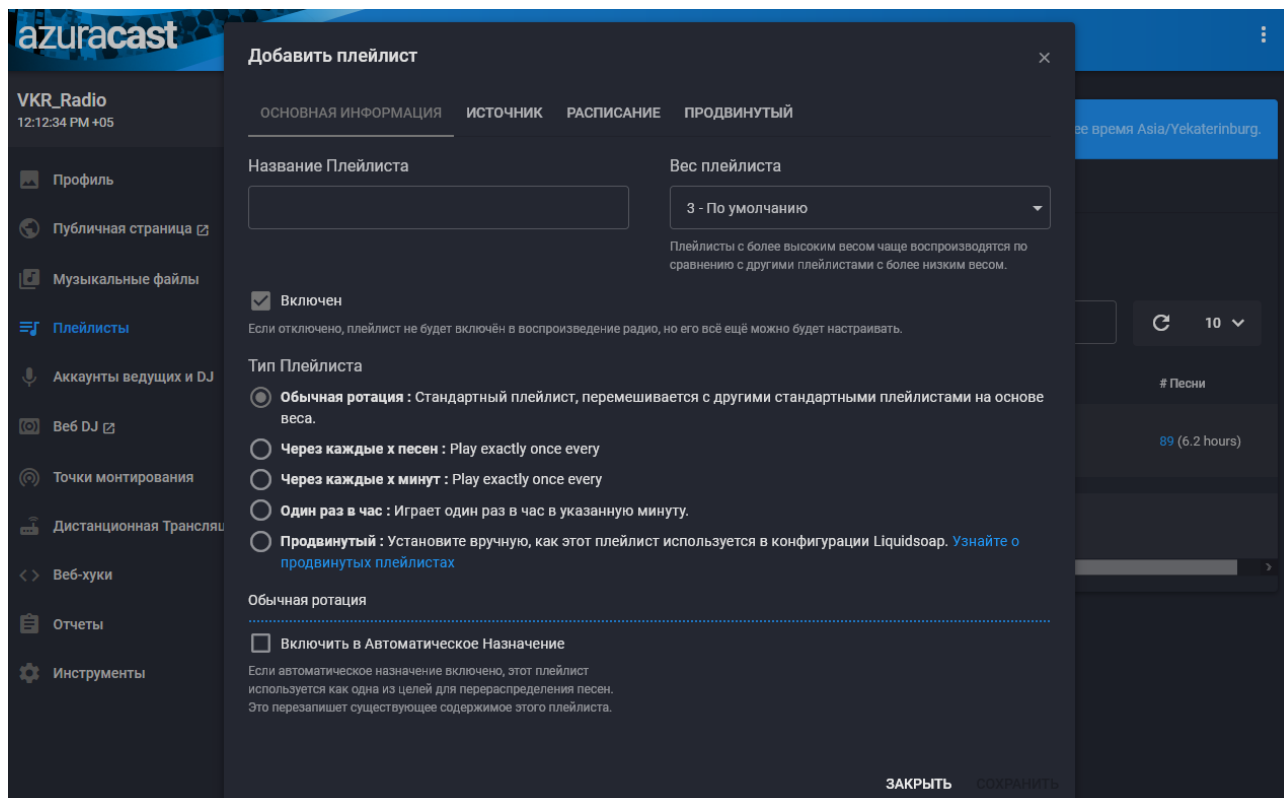 azuracast
Добавить плейлист
×
VKR_Radio
12:12:34 PM +05
ОСНОВНАЯ ИНФОРМАЦИЯ ИСТОЧНИК РАСПИСАНИЕ ПРОДВИНУТЫЙ
ее время Asia/Yekaterinburg.
Профиль
Публичная страница
Музыкальные файлы
Плейлисты
Аккаунты ведущих и DJ
Веб DJ
Точки монтирования
Дистанционная Трансляц
Веб-хуки
Отчеты
Инструменты
Название Плейлиста
Вес плейлиста
3 - По умолчанию
Плейлисты с более высоким весом чаще воспроизводятся по
сравнению с другими плейлистами с более низким весом.
Включен
Если отключено, плейлист не будет включён в воспроизведение радио, но его всё ещё можно будет настраивать.
Тип Плейлиста
Обычная ротация : Стандартный плейлист, перемешивается с другими стандартными плейлистами на основе
веса.
Через каждые x песен : Play exactly once every
Через каждые x минут : Play exactly once every
Один раз в час : Играет один раз в час в указанную минуту.
Продвинутый : Установите вручную, как этот плейлист используется в конфигурации Liquidsoap. Узнайте о
продвинутых плейлистах
Обычная ротация
Включить в Автоматическое Назначение
Если автоматическое назначение включено, этот плейлист
используется как одна из целей для перераспределения песен.
Это перезапишет существующее содержимое этого плейлиста.
10
# Песни
89 (6.2 hours)
ЗАКРЫТЬ СОХРАНИТЬ